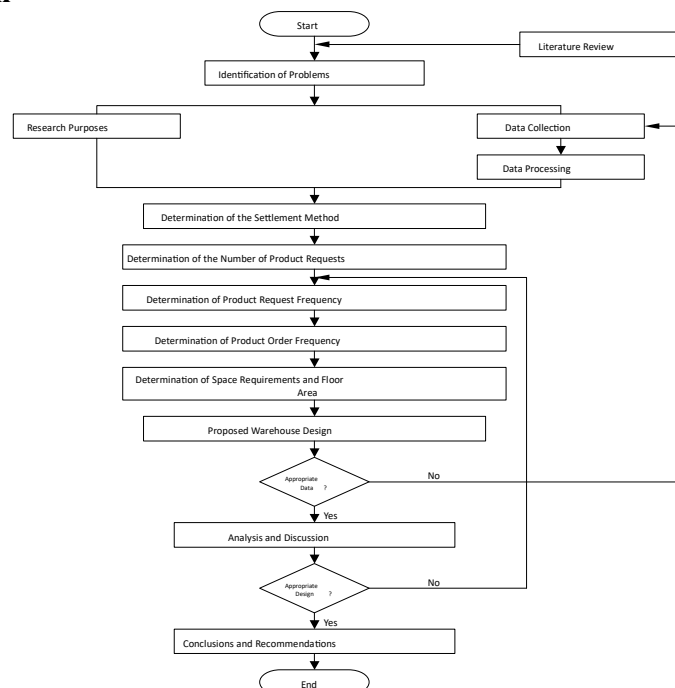 Start
Literature Review
Identification of Problems
Research Purposes
Data Collection
Data Processing
Determination of the Settlement Method
Determination of the Number of Product Requests
Determination of Product Request Frequency
Determination of Product Order Frequency
Determination of Space Requirements and Floor
Area
Proposed Warehouse Design
Appropriate
Data ?
No
Yes
Analysis and Discussion
Appropriate
Design ?
No
Yes
Conclusions and Recommendations
End